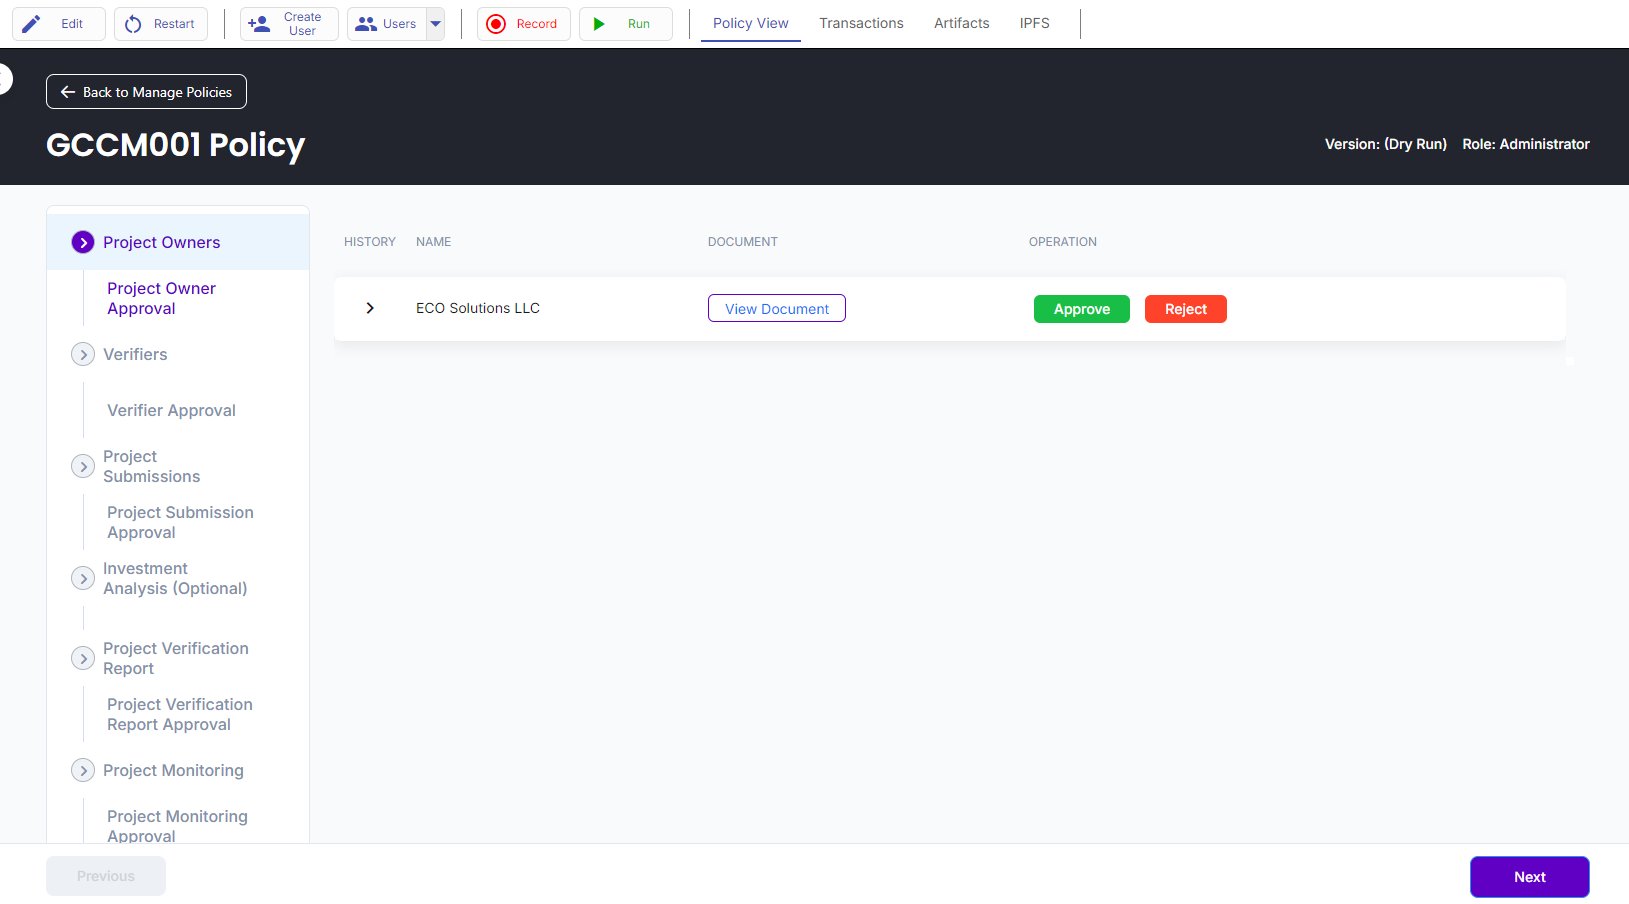 Edit
Restart
Create
User
Users
Record
Run
Policy View
Transactions
Artifacts
IPFS
Back to Manage Policies
GCCM001 Policy
Version: (Dry Run) Role: Administrator
Project Owners
Project Owner
Approval
Verifiers
Verifier Approval
Project
Submissions
Project Submission
Approval
Investment
Analysis (Optional)
Project Verification
Report
Project Verification
Report Approval
Project Monitoring
Project Monitoring
Approval
HISTORY NAME DOCUMENT OPERATION
ECO Solutions LLC View Document Approve Reject
Previous
Next